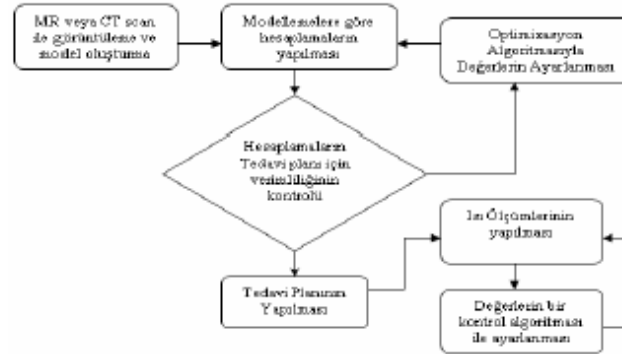 MR veya CT scan
ile görüntüleme ve
model oluşturma
Modellemelere göre
hesaplamaların
yapılması
Optimizasyon
Algoritmasıyla
Değerlerin Ayarlanması
Hesaplamaların
Tedavi planı için
verimliliğinin
kontrolü
Isı Ölçümlerinin
yapılması
Tedavi Planının
Yapılması
Değerlerin bir
kontrol algoritması
ile ayarlanması